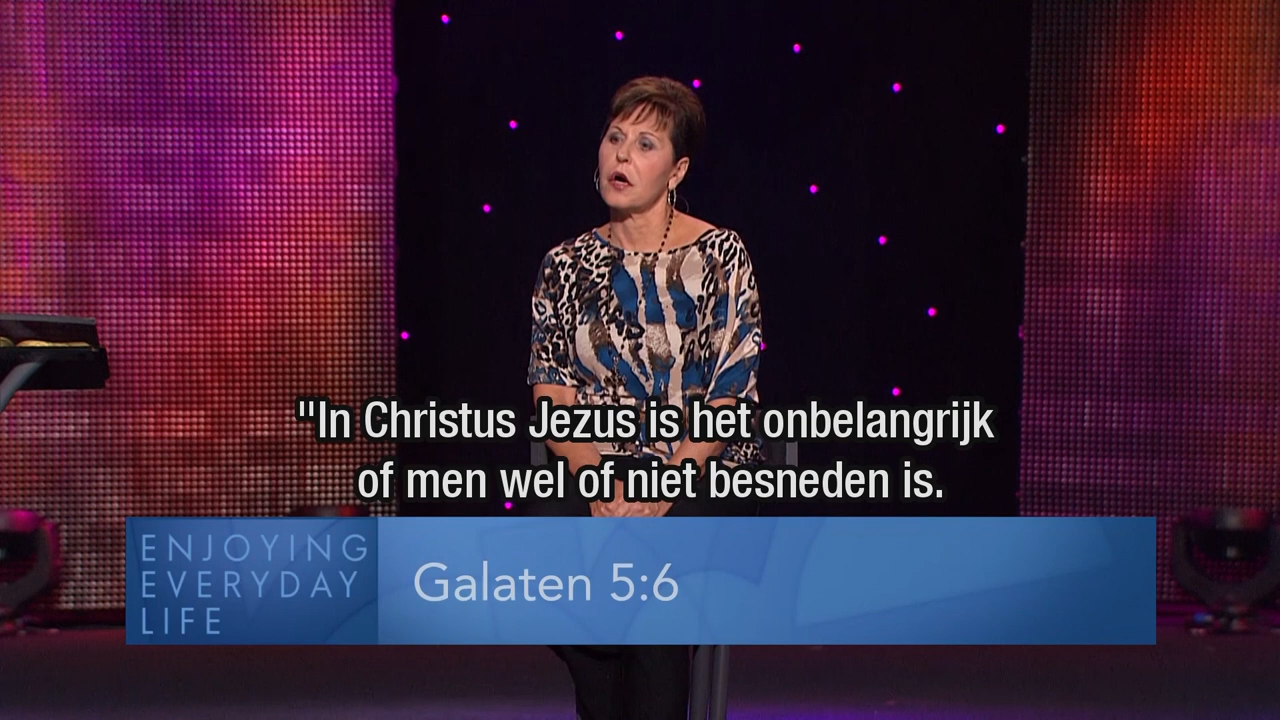 "In Christus Jezus is het onbelangrijk
of men wel of niet besneden is.
ENJOYING
EVERYDAY
LIFE
Galaten 5:6